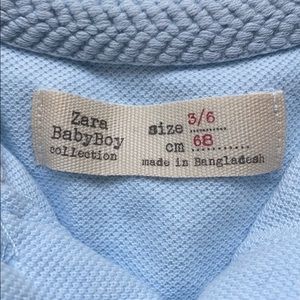 Zara
BabyBoy
collection
size 3/6
cm 68
made in Bangladesh